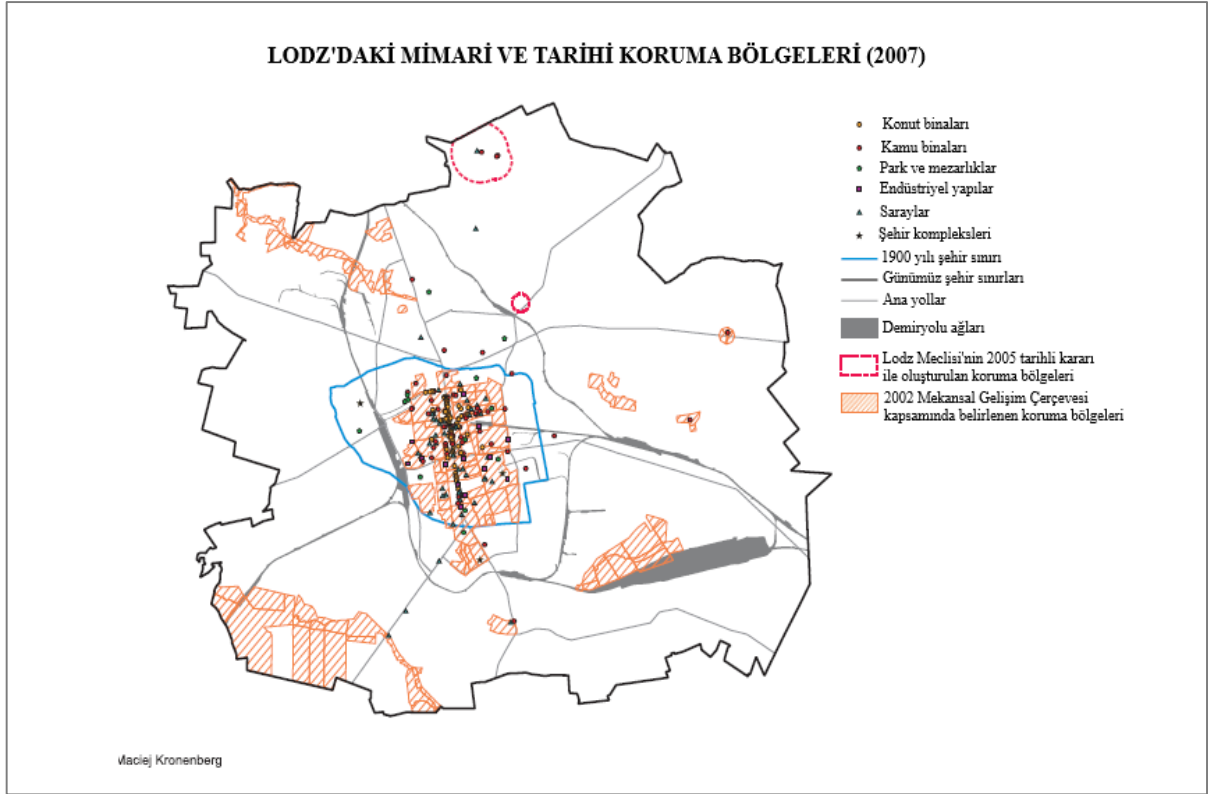 LODZ'DAKİ MİMARİ VE TARİHİ KORUMA BÖLGELERİ (2007)
Konut binaları
Kamu binaları
Park ve mezarlıklar
Endüstriyel yapılar
Saraylar
Şehir kompleksleri
1900 yılı şehir sınırı
Günümüz şehir sınırları
Ana yollar
Demiryolu ağları
Lodz Meclisi'nin 2005 tarihli kararı
ile oluşturulan koruma bölgeleri
2002 Mekansal Gelişim Çerçevesi
kapsamında belirlenen koruma bölgeleri
Maciej Kronenberg